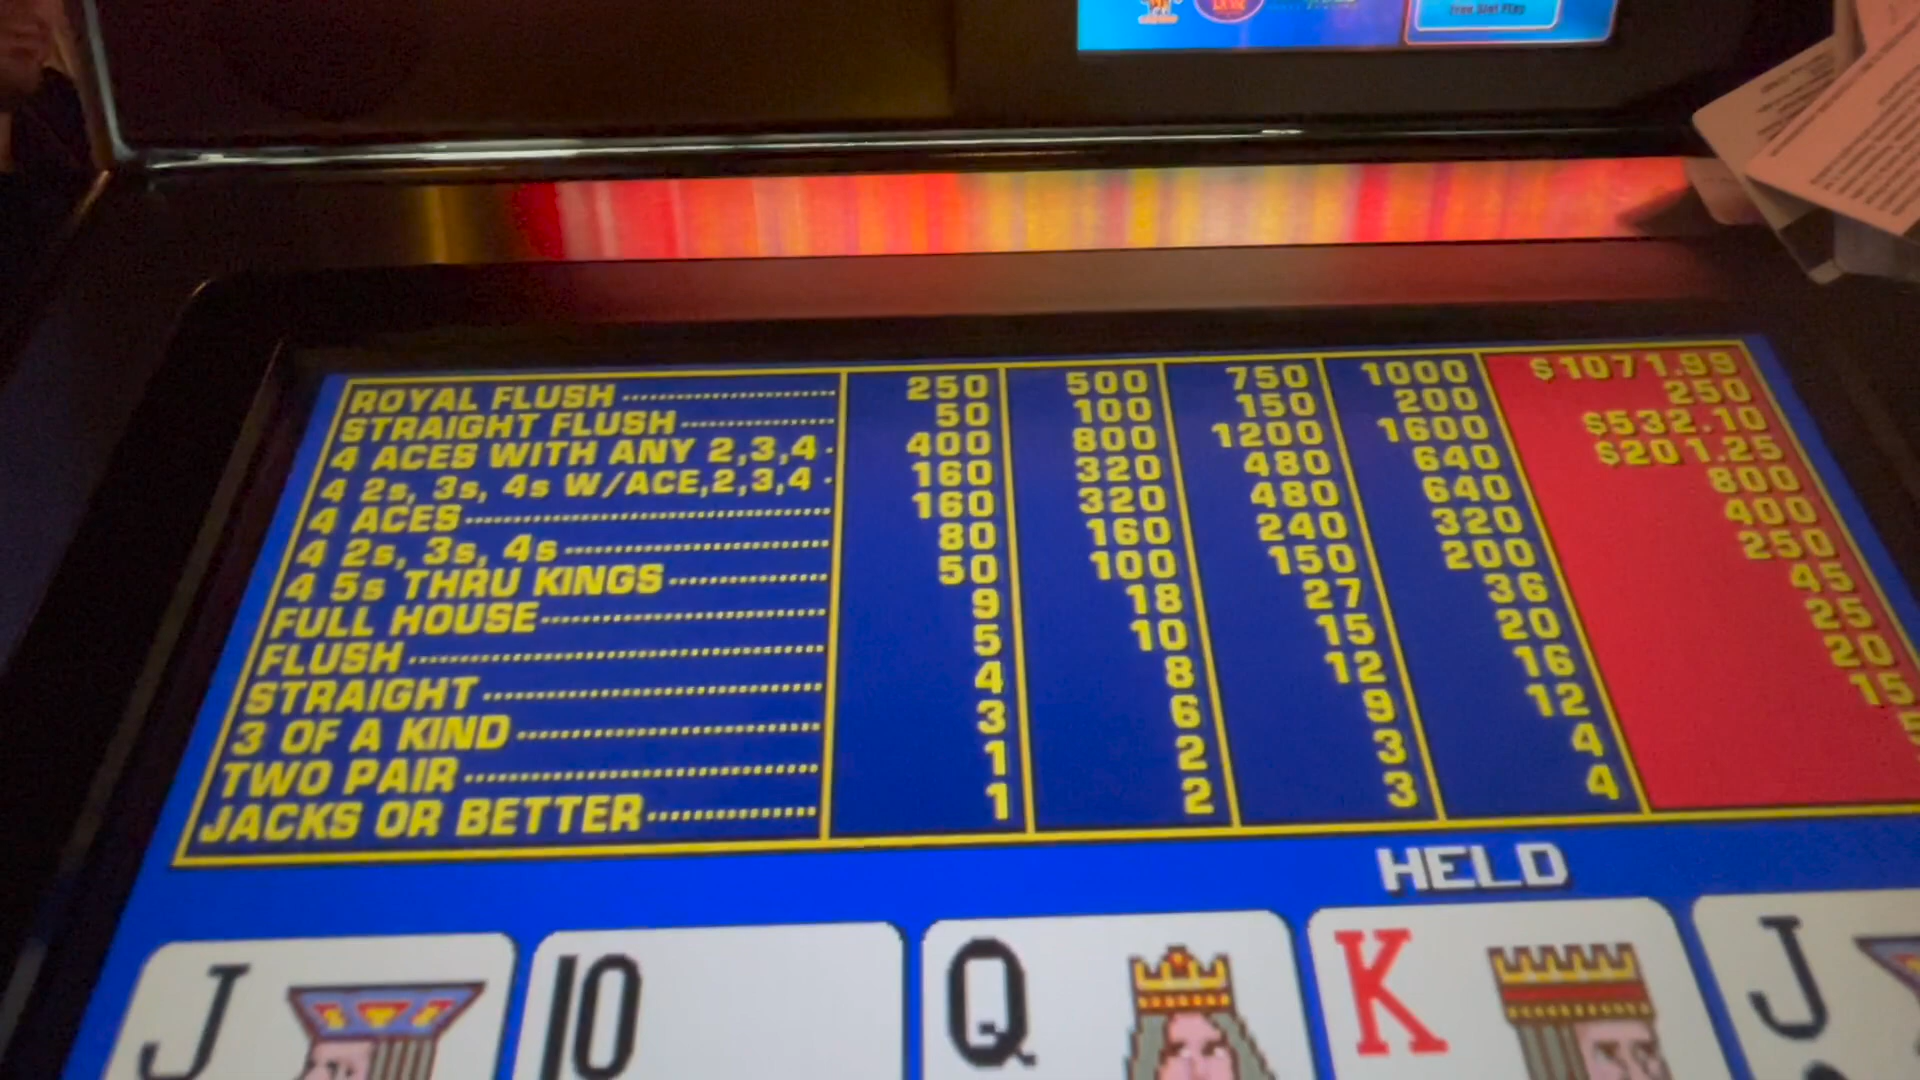 Free Slot Play
ROYAL FLUSH 250 500 750 1000 $1071.99
STRAIGHT FLUSH 50 100 150 200 250
4 ACES WITH ANY 2,3,4 400 800 1200 1600 $532.10
4 2s, 3s, 4s W/ACE,2,3,4 160 320 480 640 $201.25
4 ACES 160 320 480 640 800
4 2s, 3s, 4s 80 160 240 320 400
4 5s THRU KINGS 50 100 150 200 250
FULL HOUSE 9 18 27 36 45
FLUSH 5 10 15 20 25
STRAIGHT 4 8 12 16 20
3 OF A KIND 3 6 9 12 15
TWO PAIR 1 2 3 4 5
JACKS OR BETTER 1 2 3 4
HELD
J 10 Q K J